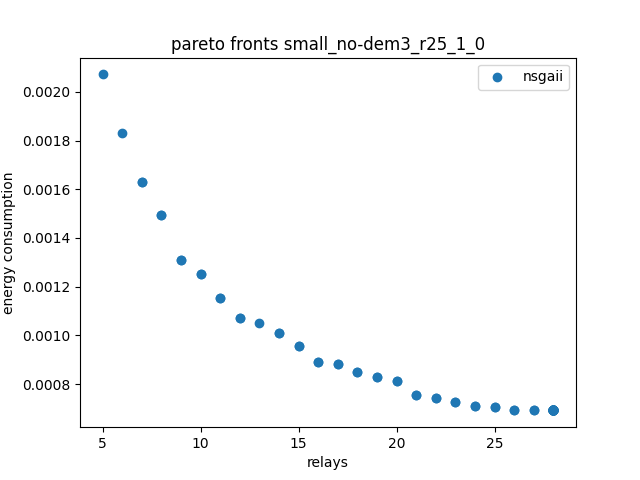 pareto fronts small_no-dem3_r25_1_0
nsgaii
0.0020
0.0018
0.0016
0.0014
0.0012
0.0010
0.0008
energy consumption
5 10 15 20 25
relays